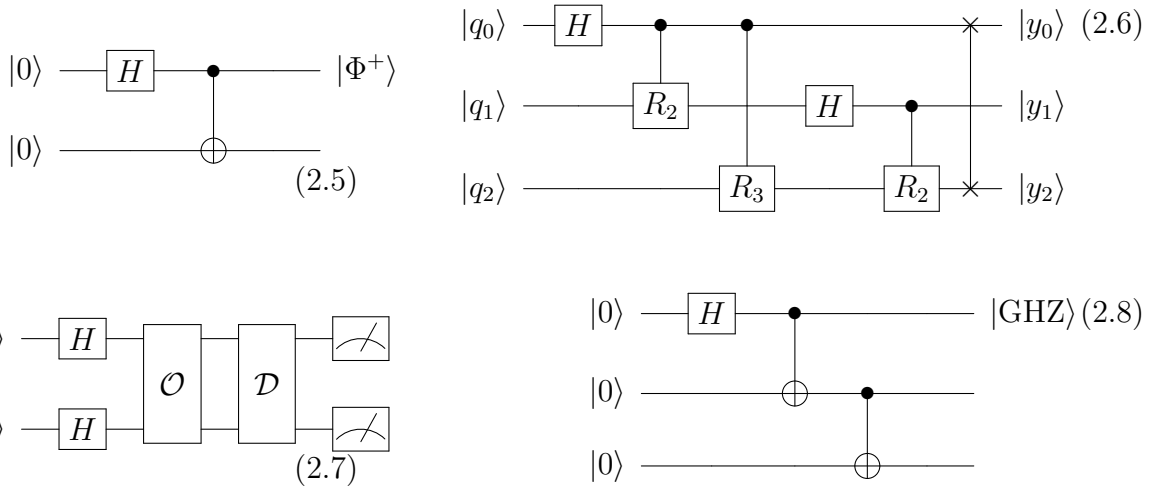 |0⟩ H |Φ⁺⟩
|0⟩
(2.5)
|q₀⟩ H |y₀⟩ (2.6)
|q₁⟩ R₂ H |y₁⟩
|q₂⟩ R₃ R₂ |y₂⟩
⟩ H
𝒪 𝒟
⟩ H
(2.7)
|0⟩ H |GHZ⟩ (2.8)
|0⟩
|0⟩